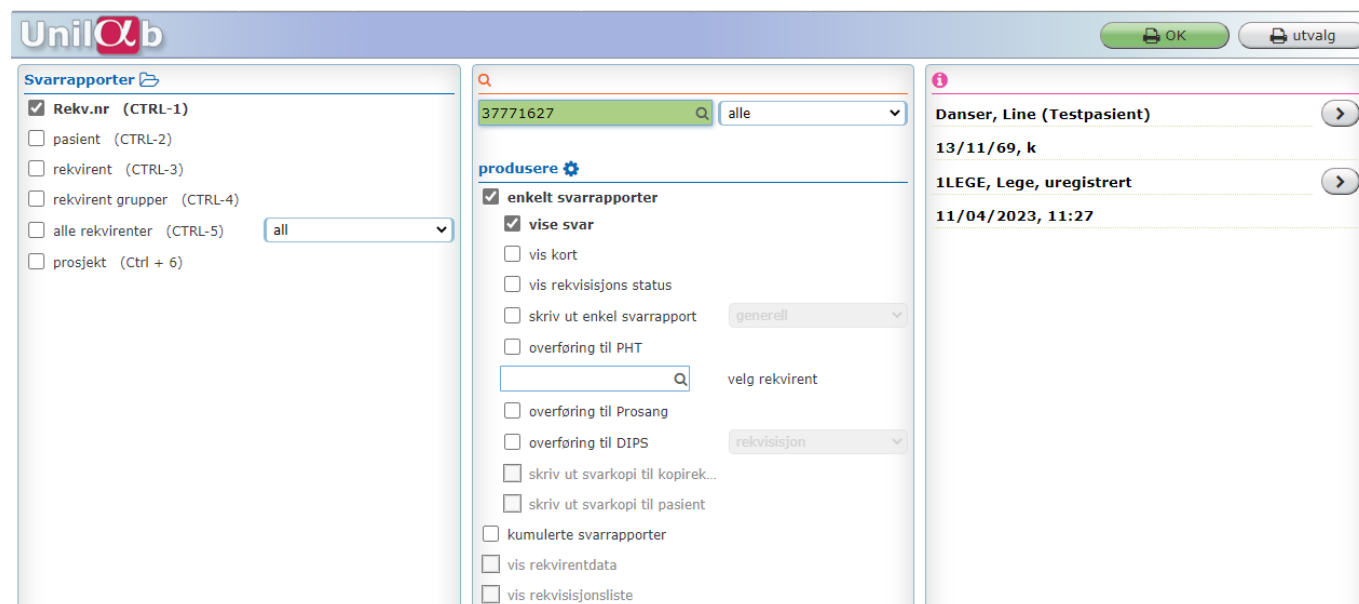 Unilαb
OK
utvalg
Svarrapporter
Rekv.nr (CTRL-1)
pasient (CTRL-2)
rekvirent (CTRL-3)
rekvirent grupper (CTRL-4)
alle rekvirenter (CTRL-5) all
prosjekt (Ctrl + 6)
37771627 alle
produsere
enkelt svarrapporter
vise svar
vis kort
vis rekvisisjons status
skriv ut enkel svarrapport generell
overføring til PHT
velg rekvirent
overføring til Prosang
overføring til DIPS rekvisisjon
skriv ut svarkopi til kopirek...
skriv ut svarkopi til pasient
kumulerte svarrapporter
vis rekvirentdata
vis rekvisisjonsliste
Danser, Line (Testpasient)
13/11/69, k
1LEGE, Lege, uregistrert
11/04/2023, 11:27